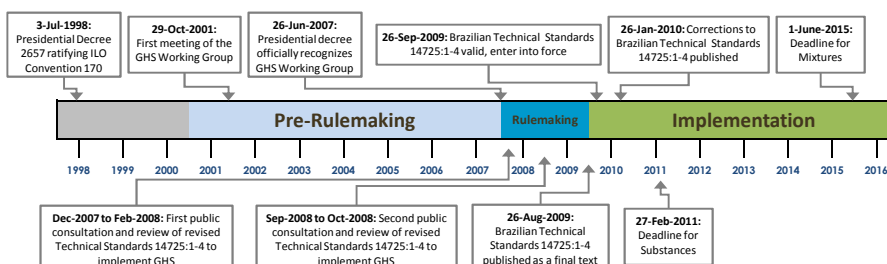 3-Jul-1998:
Presidential Decree
2657 ratifying ILO
Convention 170
29-Oct-2001:
First meeting of the
GHS Working Group
26-Jun-2007:
Presidential decree
officially recognizes
GHS Working Group
26-Sep-2009:
Brazilian Technical Standards
14725:1-4 valid, enter into force
26-Jan-2010: Corrections to
Brazilian Technical Standards
14725:1-4 published
1-June-2015:
Deadline for
Mixtures
Pre-Rulemaking
Rulemaking
Implementation
1998 1999 2000 2001 2002 2003 2004 2005 2006 2007 2008 2009 2010 2011 2012 2013 2014 2015 2016
Dec-2007 to Feb-2008: First public
consultation and review of revised
Technical Standards 14725:1-4 to
implement GHS
Sep-2008 to Oct-2008: Second public
consultation and review of revised
Technical Standards 14725:1-4 to
implement GHS
26-Aug-2009:
Brazilian Technical
Standards 14725:1-4
published as a final text
27-Feb-2011:
Deadline for
Substances